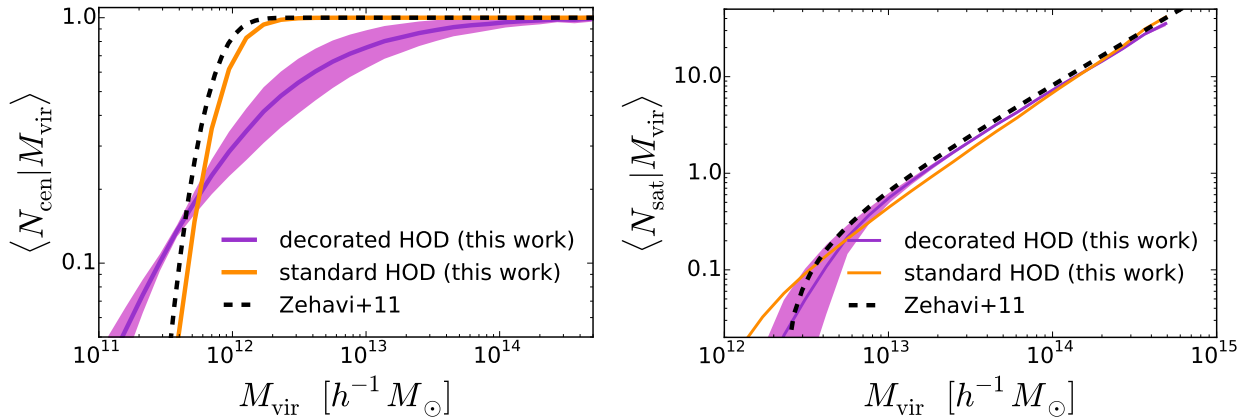 1.0
0.1
⟨N_cen|M_vir⟩
decorated HOD (this work)
standard HOD (this work)
Zehavi+11
10^11 10^12 10^13 10^14
M_vir [h^−1 M_⊙]
10.0
1.0
0.1
⟨N_sat|M_vir⟩
decorated HOD (this work)
standard HOD (this work)
Zehavi+11
10^12 10^13 10^14 10^15
M_vir [h^−1 M_⊙]